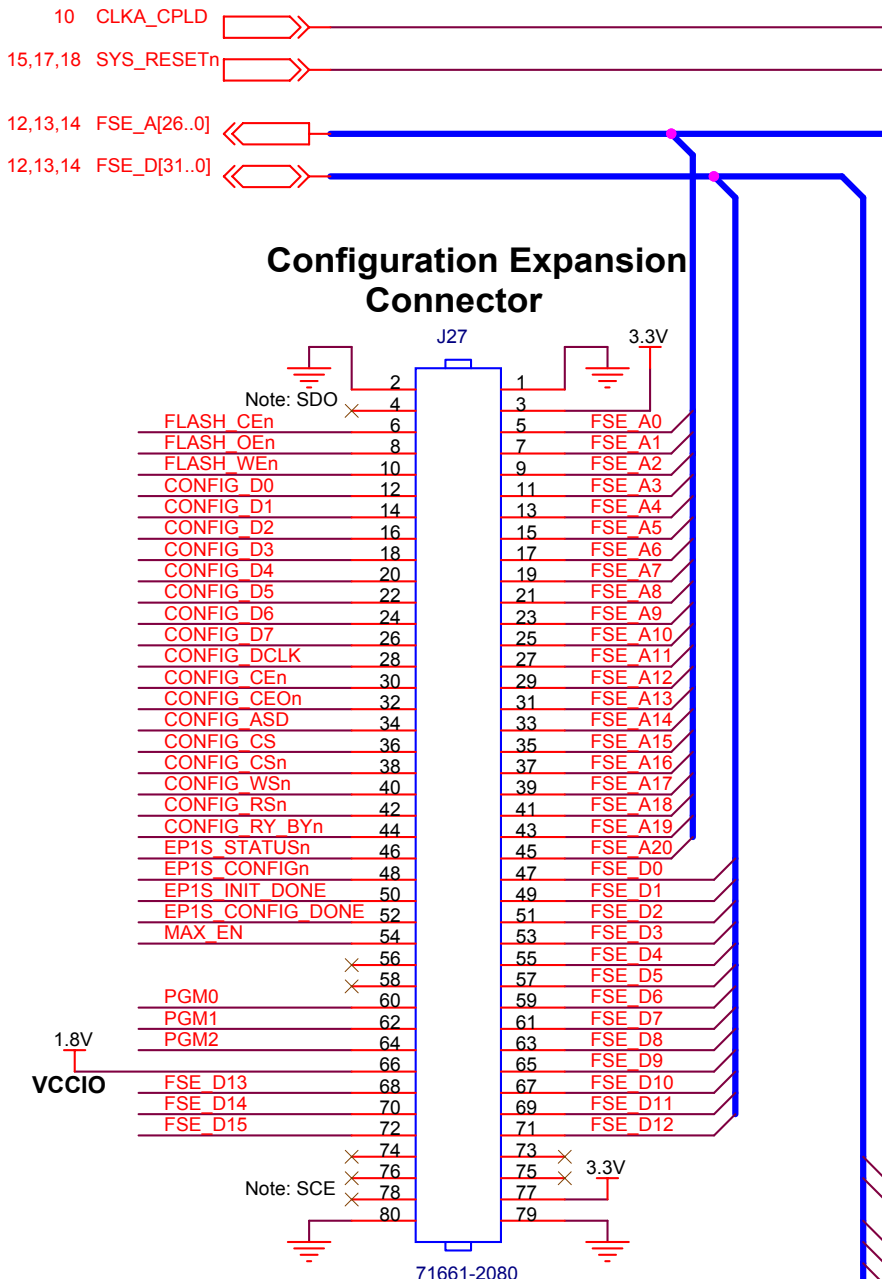 10 CLKA_CPLD
15,17,18 SYS_RESETn
12,13,14 FSE_A[26..0]
12,13,14 FSE_D[31..0]
Configuration Expansion
Connector
J27
3.3V
2 1
Note: SDO 4 3
FLASH_CEn 6 5 FSE_A0
FLASH_OEn 8 7 FSE_A1
FLASH_WEn 10 9 FSE_A2
CONFIG_D0 12 11 FSE_A3
CONFIG_D1 14 13 FSE_A4
CONFIG_D2 16 15 FSE_A5
CONFIG_D3 18 17 FSE_A6
CONFIG_D4 20 19 FSE_A7
CONFIG_D5 22 21 FSE_A8
CONFIG_D6 24 23 FSE_A9
CONFIG_D7 26 25 FSE_A10
CONFIG_DCLK 28 27 FSE_A11
CONFIG_CEn 30 29 FSE_A12
CONFIG_CEOn 32 31 FSE_A13
CONFIG_ASD 34 33 FSE_A14
CONFIG_CS 36 35 FSE_A15
CONFIG_CSn 38 37 FSE_A16
CONFIG_WSn 40 39 FSE_A17
CONFIG_RSn 42 41 FSE_A18
CONFIG_RY_BYn 44 43 FSE_A19
EP1S_STATUSn 46 45 FSE_A20
EP1S_CONFIGn 48 47 FSE_D0
EP1S_INIT_DONE 50 49 FSE_D1
EP1S_CONFIG_DONE 52 51 FSE_D2
MAX_EN 54 53 FSE_D3
56 55 FSE_D4
58 57 FSE_D5
PGM0 60 59 FSE_D6
PGM1 62 61 FSE_D7
PGM2 64 63 FSE_D8
1.8V
VCCIO
66 65 FSE_D9
FSE_D13 68 67 FSE_D10
FSE_D14 70 69 FSE_D11
FSE_D15 72 71 FSE_D12
74 73
76 75
3.3V
Note: SCE 78 77
80 79
71661-2080